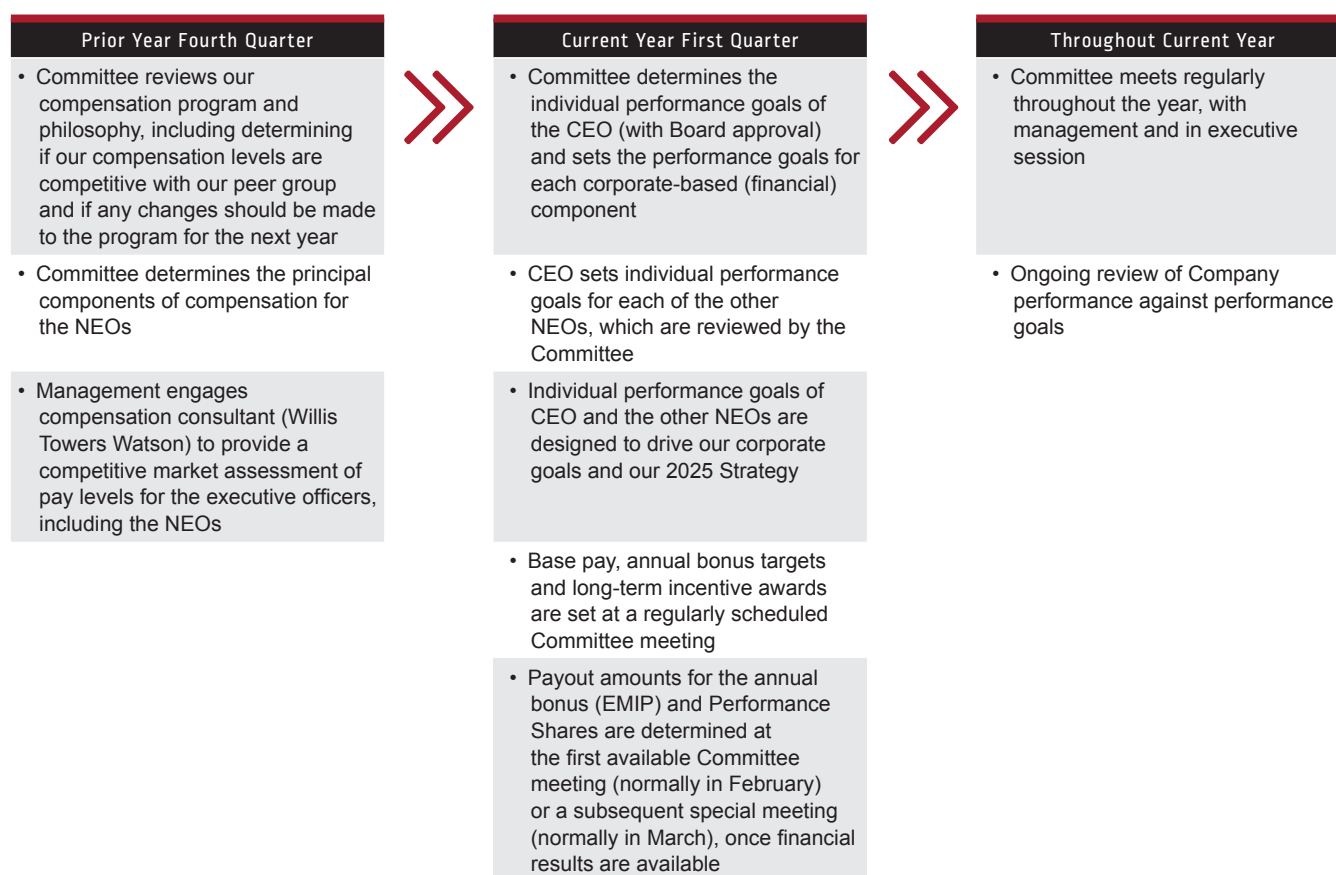 Prior Year Fourth Quarter
• Committee reviews our
compensation program and
philosophy, including determining
if our compensation levels are
competitive with our peer group
and if any changes should be made
to the program for the next year
• Committee determines the principal
components of compensation for
the NEOs
• Management engages
compensation consultant (Willis
Towers Watson) to provide a
competitive market assessment of
pay levels for the executive officers,
including the NEOs
Current Year First Quarter
• Committee determines the
individual performance goals of
the CEO (with Board approval)
and sets the performance goals for
each corporate-based (financial)
component
• CEO sets individual performance
goals for each of the other
NEOs, which are reviewed by the
Committee
• Individual performance goals of
CEO and the other NEOs are
designed to drive our corporate
goals and our 2025 Strategy
• Base pay, annual bonus targets
and long-term incentive awards
are set at a regularly scheduled
Committee meeting
• Payout amounts for the annual
bonus (EMIP) and Performance
Shares are determined at
the first available Committee
meeting (normally in February)
or a subsequent special meeting
(normally in March), once financial
results are available
Throughout Current Year
• Committee meets regularly
throughout the year, with
management and in executive
session
• Ongoing review of Company
performance against performance
goals